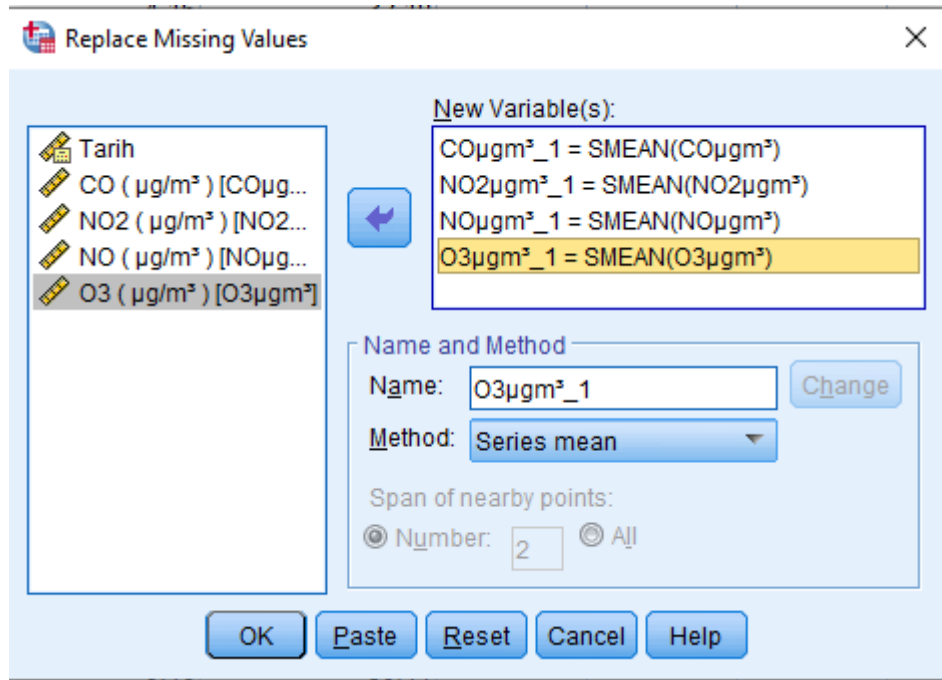 Replace Missing Values
Tarih
CO ( µg/m³ ) [COµg...
NO2 ( µg/m³ ) [NO2...
NO ( µg/m³ ) [NOµg...
O3 ( µg/m³ ) [O3µgm³]
New Variable(s):
COµgm³_1 = SMEAN(COµgm³)
NO2µgm³_1 = SMEAN(NO2µgm³)
NOµgm³_1 = SMEAN(NOµgm³)
O3µgm³_1 = SMEAN(O3µgm³)
Name and Method
Name: O3µgm³_1 Change
Method: Series mean
Span of nearby points:
Number: 2 All
OK Paste Reset Cancel Help